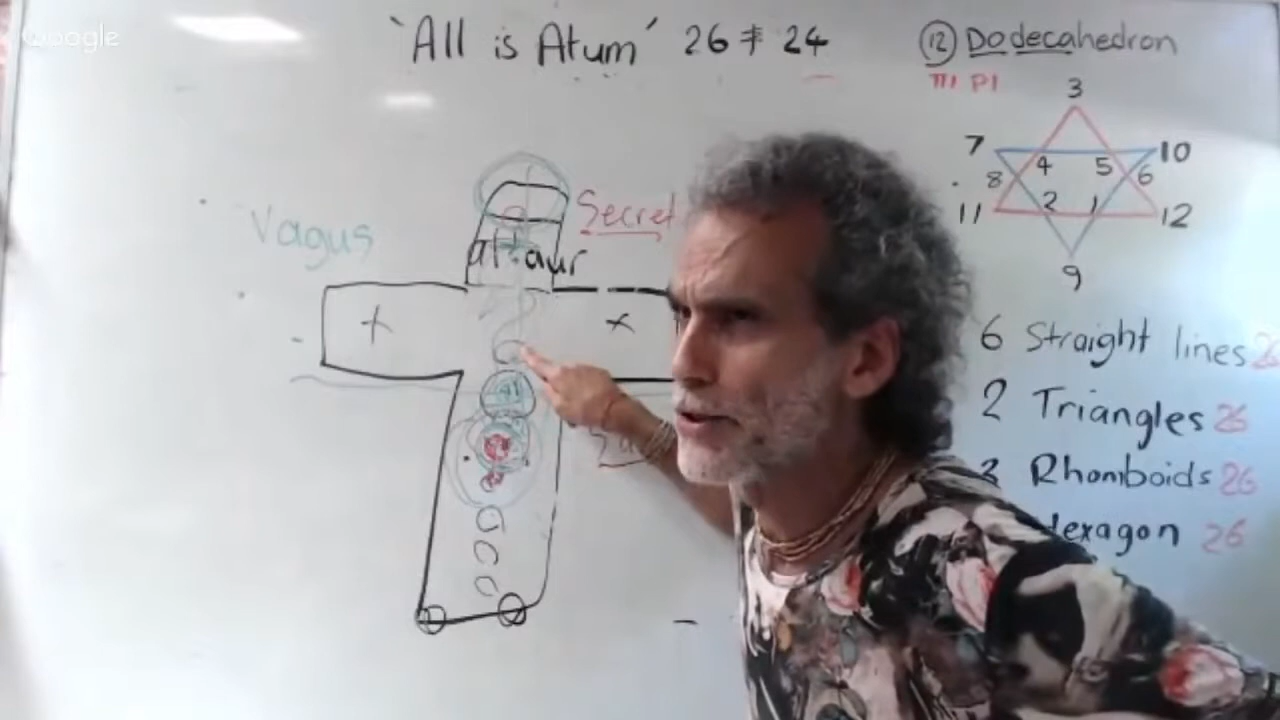 Google
'All is Atum' 26 ≠ 24
12 Dodecahedron
PI
3
7 10
4 5
8 6
2 1
11 12
9
Vagus
Secret
altaur
+ x
6 Straight lines 26
2 Triangles 26
3 Rhomboids 26
Hexagon 26